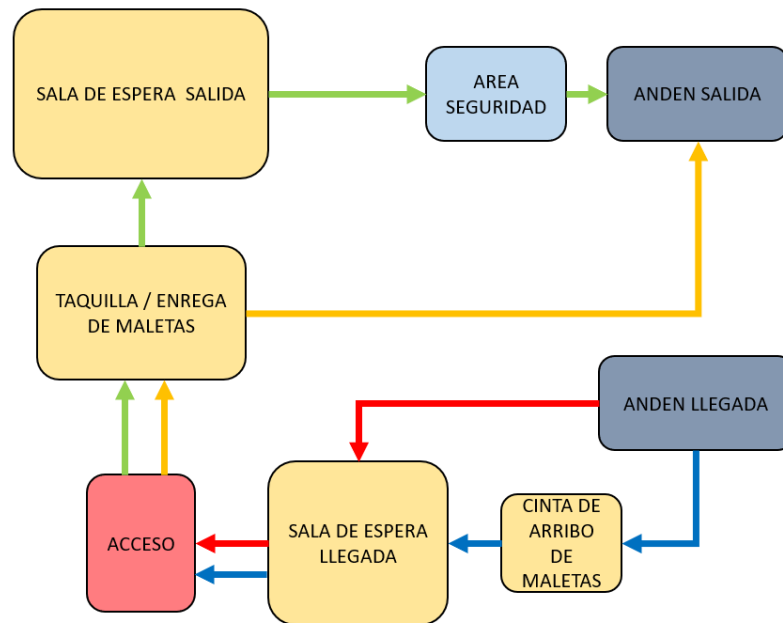 SALA DE ESPERA  SALIDA
AREA
SEGURIDAD
ANDEN SALIDA
TAQUILLA / ENREGA
DE MALETAS
ANDEN LLEGADA
ACCESO
SALA DE ESPERA
LLEGADA
CINTA DE
ARRIBO
DE
MALETAS